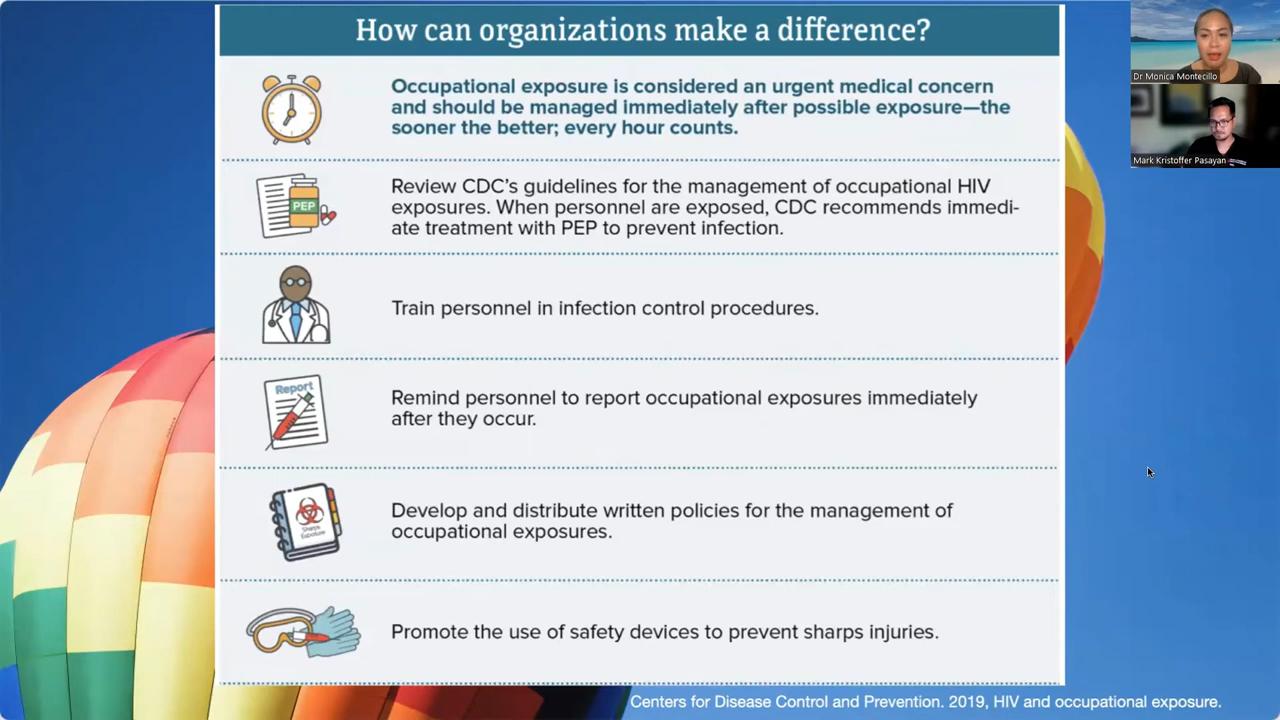 How can organizations make a difference?
Dr Monica Montecillo
Mark Kristoffer Pasayan
Occupational exposure is considered an urgent medical concern
and should be managed immediately after possible exposure—the
sooner the better; every hour counts.
PEP
Review CDC's guidelines for the management of occupational HIV
exposures. When personnel are exposed, CDC recommends immedi-
ate treatment with PEP to prevent infection.
Train personnel in infection control procedures.
Report
Remind personnel to report occupational exposures immediately
after they occur.
Sharps
Exposure
Develop and distribute written policies for the management of
occupational exposures.
Promote the use of safety devices to prevent sharps injuries.
Centers for Disease Control and Prevention. 2019, HIV and occupational exposure.